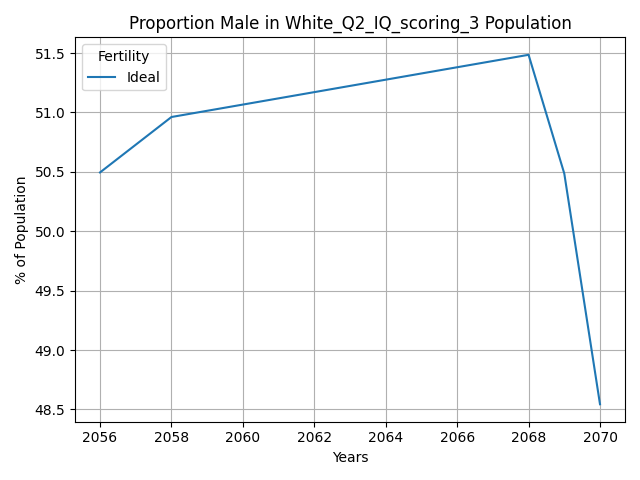 Proportion Male in White_Q2_IQ_scoring_3 Population
Fertility
Ideal
51.5
51.0
50.5
50.0
49.5
49.0
48.5
% of Population
2056 2058 2060 2062 2064 2066 2068 2070
Years